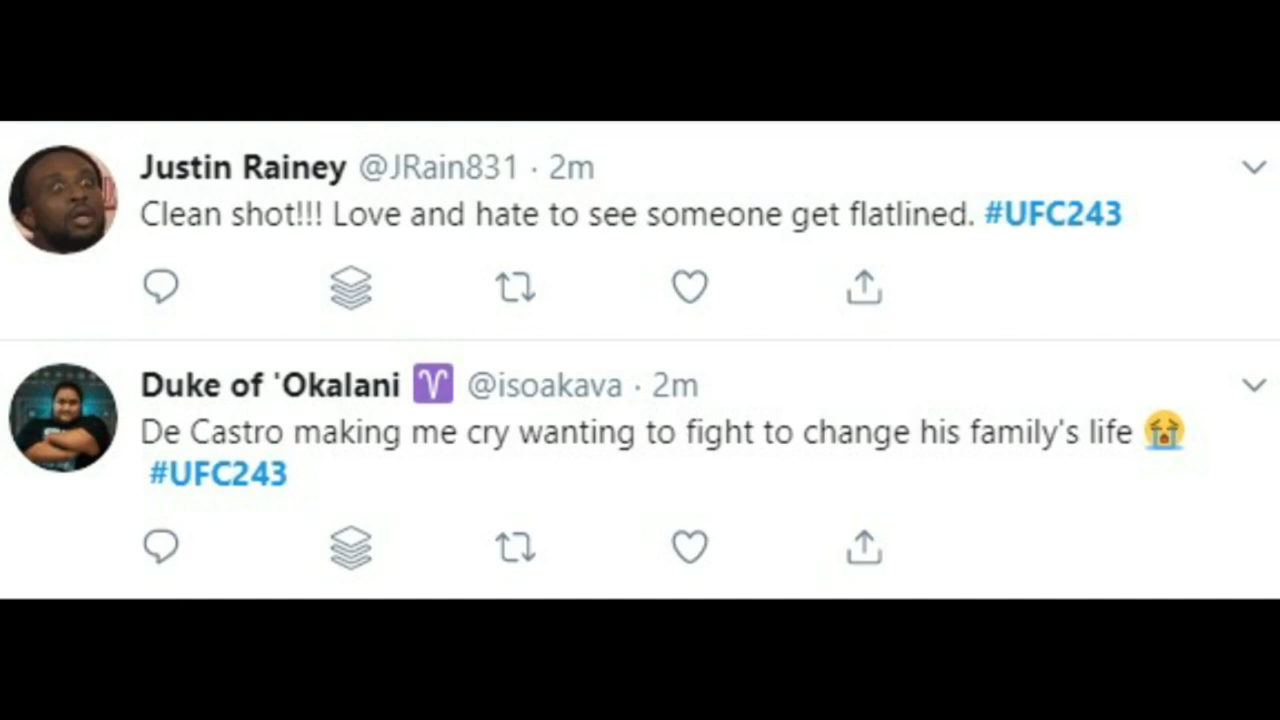 Justin Rainey @JRain831 · 2m
Clean shot!!! Love and hate to see someone get flatlined. #UFC243
Duke of 'Okalani ♈ @isoakava · 2m
De Castro making me cry wanting to fight to change his family's life 😭
#UFC243